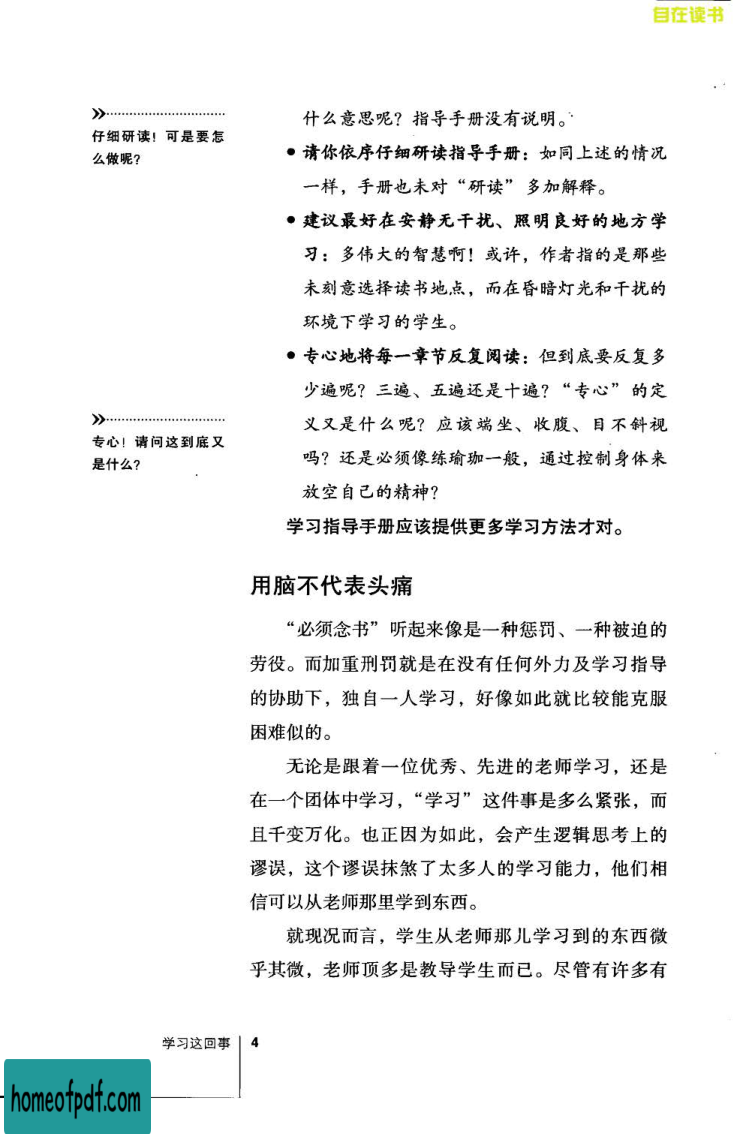 自在读书
什么意思呢？指导手册没有说明。
仔细研读！可是要怎
么做呢？
●请你依序仔细研读指导手册：如同上述的情况
一样，手册也未对“研读”多加解释。
●建议最好在安静无干扰、照明良好的地方学
习：多伟大的智慧啊！或许，作者指的是那些
未刻意选择读书地点，而在昏暗灯光和干扰的
环境下学习的学生。
●专心地将每一章节反复阅读：但到底要反复多
少遍呢？三遍、五遍还是十遍？“专心”的定
义又是什么呢？应该端坐、收腹、目不斜视
吗？还是必须像练瑜珈一般，通过控制身体来
放空自己的精神？
专心！请问这到底又
是什么？
学习指导手册应该提供更多学习方法才对。
用脑不代表头痛
“必须念书”听起来像是一种惩罚、一种被迫的
劳役。而加重刑罚就是在没有任何外力及学习指导
的协助下，独自一人学习，好像如此就比较能克服
困难似的。
无论是跟着一位优秀、先进的老师学习，还是
在一个团体中学习，“学习”这件事是多么紧张，而
且千变万化。也正因为如此，会产生逻辑思考上的
谬误，这个谬误抹煞了太多人的学习能力，他们相
信可以从老师那里学到东西。
就现况而言，学生从老师那儿学习到的东西微
乎其微，老师顶多是教导学生而已。尽管有许多有
学习这回事 4
homeofpdf.com